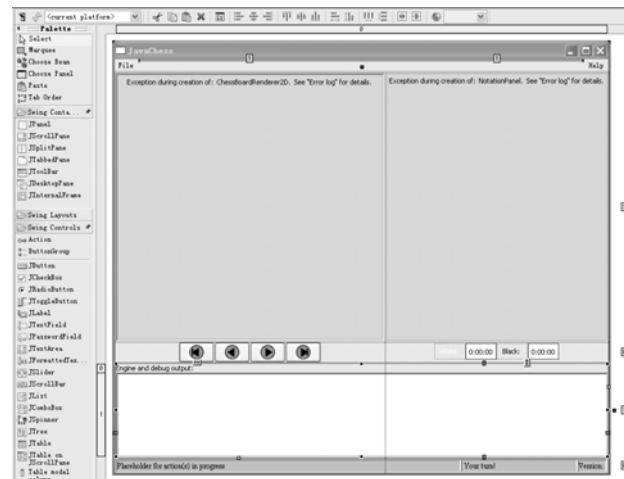 (current platform)
Palette
Select
Marquee
Choose Bean
Choose Panel
Paste
Tab Order
Swing Conta...
JPanel
JScrollPane
JSplitPane
JTabbedPane
JToolBar
JDesktopPane
JInternalFrame
Swing Layouts
Swing Controls
Action
ButtonGroup
JButton
JCheckBox
JRadioButton
JToggleButton
JLabel
JTextField
JPasswordField
JTextArea
JFormattedTex...
JSlider
JScrollBar
JList
JComboBox
JSpinner
JTree
JTable
JTable on
JScrollPane
Table model
JavaChess
File Help
Exception during creation of: ChessBoardRenderer2D. See "Error log" for details.
Exception during creation of: NotationPanel. See "Error log" for details.
0:00:00 Black: 0:00:00
Engine and debug output:
Placeholder for action(s) in progress Your turn! Version: